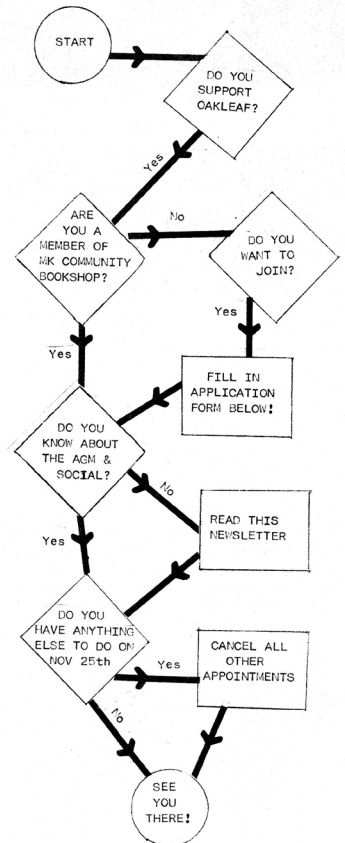 START
DO YOU
SUPPORT
OAKLEAF?
Yes
ARE
YOU A
MEMBER OF
MK COMMUNITY
BOOKSHOP?
No
DO YOU
WANT TO
JOIN?
Yes
Yes
FILL IN
APPLICATION
FORM BELOW!
DO YOU
KNOW ABOUT
THE AGM &
SOCIAL?
No
Yes
READ THIS
NEWSLETTER
DO YOU
HAVE ANYTHING
ELSE TO DO ON
NOV 25th
Yes
CANCEL ALL
OTHER
APPOINTMENTS
No
SEE
YOU
THERE!